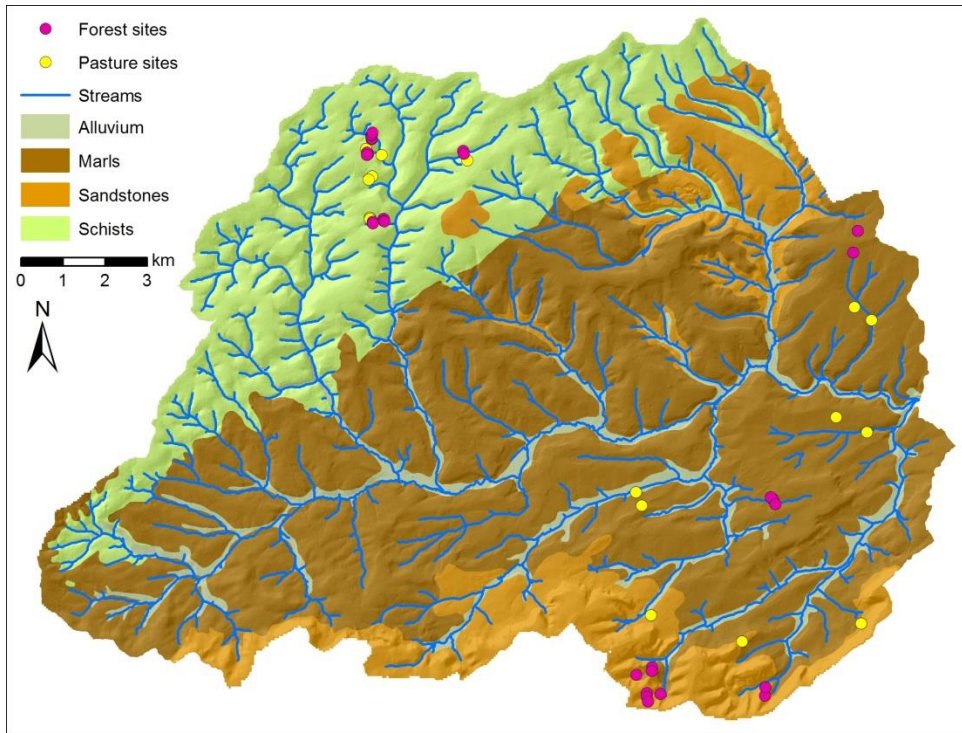 Forest sites
Pasture sites
Streams
Alluvium
Marls
Sandstones
Schists
km
0 1 2 3
N